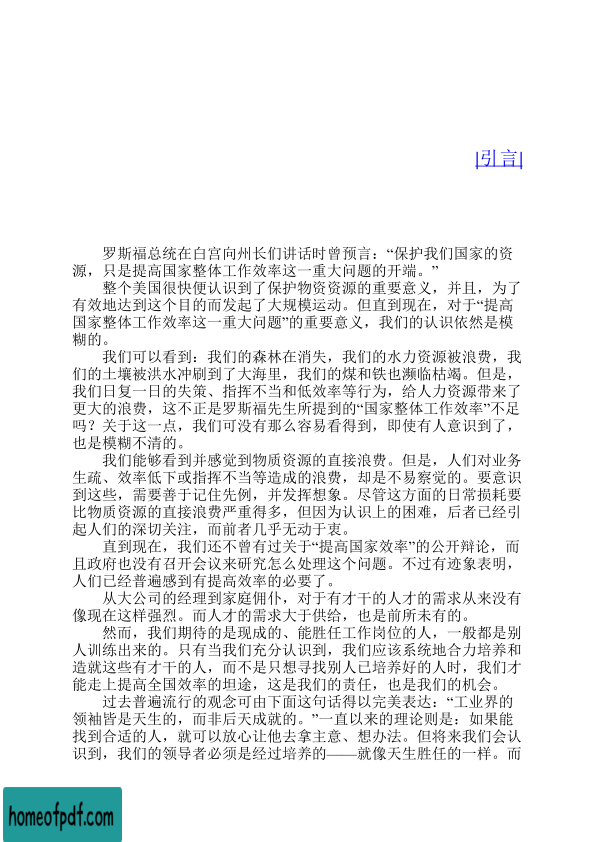 |引言|
罗斯福总统在白宫向州长们讲话时曾预言：“保护我们国家的资
源，只是提高国家整体工作效率这一重大问题的开端。”
整个美国很快便认识到了保护物资资源的重要意义，并且，为了
有效地达到这个目的而发起了大规模运动。但直到现在，对于“提高
国家整体工作效率这一重大问题”的重要意义，我们的认识依然是模
糊的。
我们可以看到：我们的森林在消失，我们的水力资源被浪费，我
们的土壤被洪水冲刷到了大海里，我们的煤和铁也濒临枯竭。但是，
我们日复一日的失策、指挥不当和低效率等行为，给人力资源带来了
更大的浪费，这不正是罗斯福先生所提到的“国家整体工作效率”不足
吗？关于这一点，我们可没有那么容易看得到，即使有人意识到了，
也是模糊不清的。
我们能够看到并感觉到物质资源的直接浪费。但是，人们对业务
生疏、效率低下或指挥不当等造成的浪费，却是不易察觉的。要意识
到这些，需要善于记住先例，并发挥想象。尽管这方面的日常损耗要
比物质资源的直接浪费严重得多，但因为认识上的困难，后者已经引
起人们的深切关注，而前者几乎无动于衷。
直到现在，我们还不曾有过关于“提高国家效率”的公开辩论，而
且政府也没有召开会议来研究怎么处理这个问题。不过有迹象表明，
人们已经普遍感到有提高效率的必要了。
从大公司的经理到家庭佣仆，对于有才干的人才的需求从来没有
像现在这样强烈。而人才的需求大于供给，也是前所未有的。
然而，我们期待的是现成的、能胜任工作岗位的人，一般都是别
人训练出来的。只有当我们充分认识到，我们应该系统地合力培养和
造就这些有才干的人，而不是只想寻找别人已培养好的人时，我们才
能走上提高全国效率的坦途，这是我们的责任，也是我们的机会。
过去普遍流行的观念可由下面这句话得以完美表达：“工业界的
领袖皆是天生的，而非后天成就的。”一直以来的理论则是：如果能
找到合适的人，就可以放心让他去拿主意、想办法。但将来我们会认
识到，我们的领导者必须是经过培养的——就像天生胜任的一样。而
homeofpdf.com